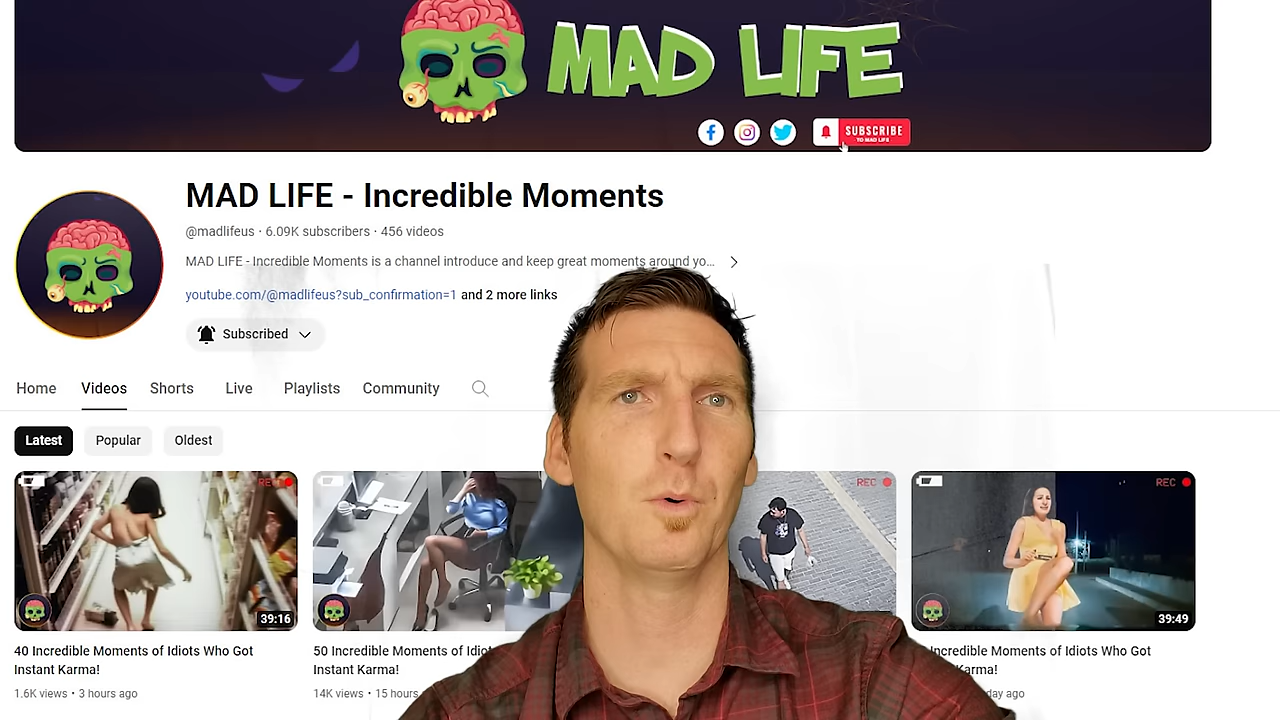 MAD LIFE
SUBSCRIBE
TO MAD LIFE
MAD LIFE - Incredible Moments
@madlifeus · 6.09K subscribers · 456 videos
MAD LIFE - Incredible Moments is a channel introduce and keep great moments around yo...
youtube.com/@madlifeus?sub_confirmation=1 and 2 more links
Subscribed
Home Videos Shorts Live Playlists Community
Latest Popular Oldest
REC
REC
REC
39:16
39:49
40 Incredible Moments of Idiots Who Got
Instant Karma!
1.6K views · 3 hours ago
50 Incredible Moments of Idiot
Instant Karma!
14K views · 15 hours
Incredible Moments of Idiots Who Got
Karma!
day ago